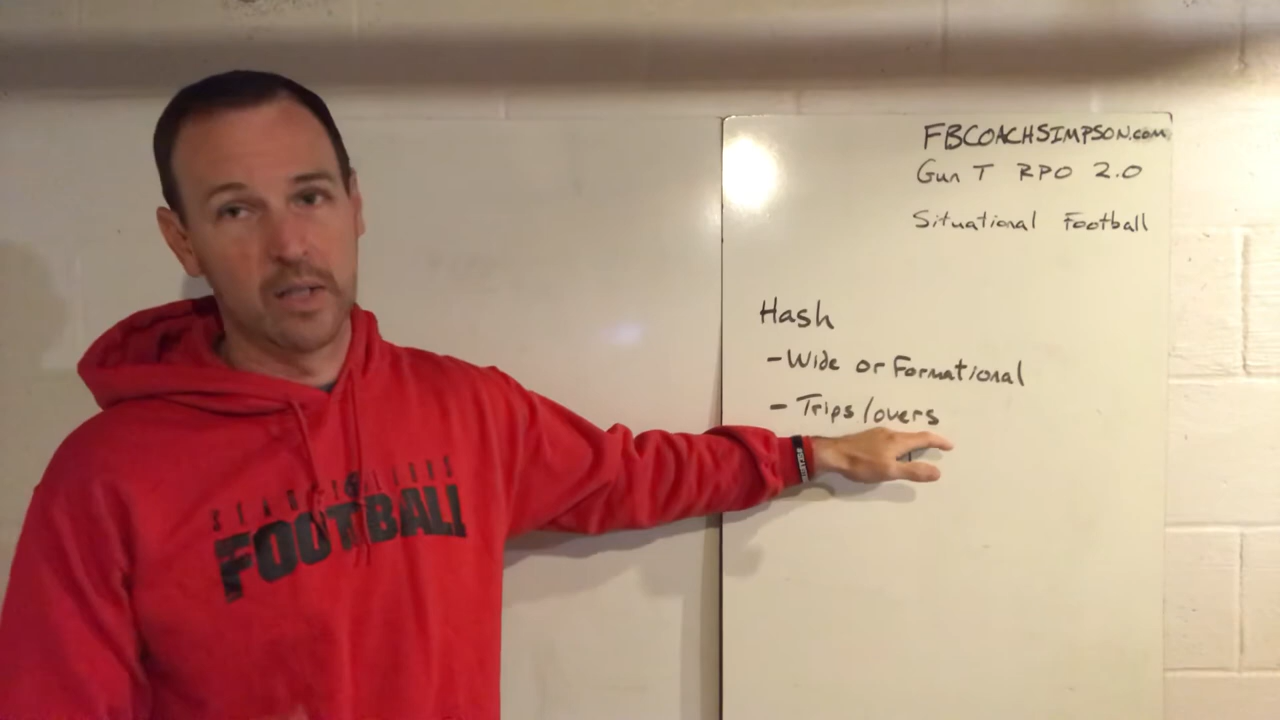 FBCOACHSIMPSON.com
Gun T RPO 2.0
Situational Football
Hash
- Wide or Formational
- Trips/overs
FOOTBALL